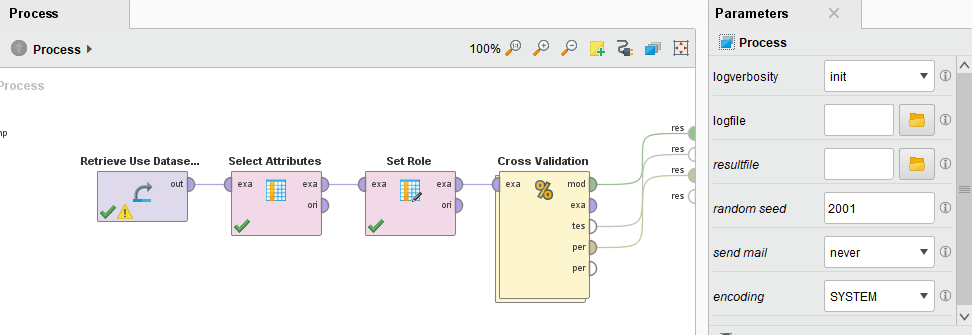 Process
Process
100%
Process
mp
Retrieve Use Datase...
out
Select Attributes
exa
exa
ori
Set Role
exa
exa
ori
Cross Validation
exa
mod
exa
tes
per
per
res
res
res
res
Parameters
Process
logverbosity
init
logfile
resultfile
random seed
2001
send mail
never
encoding
SYSTEM